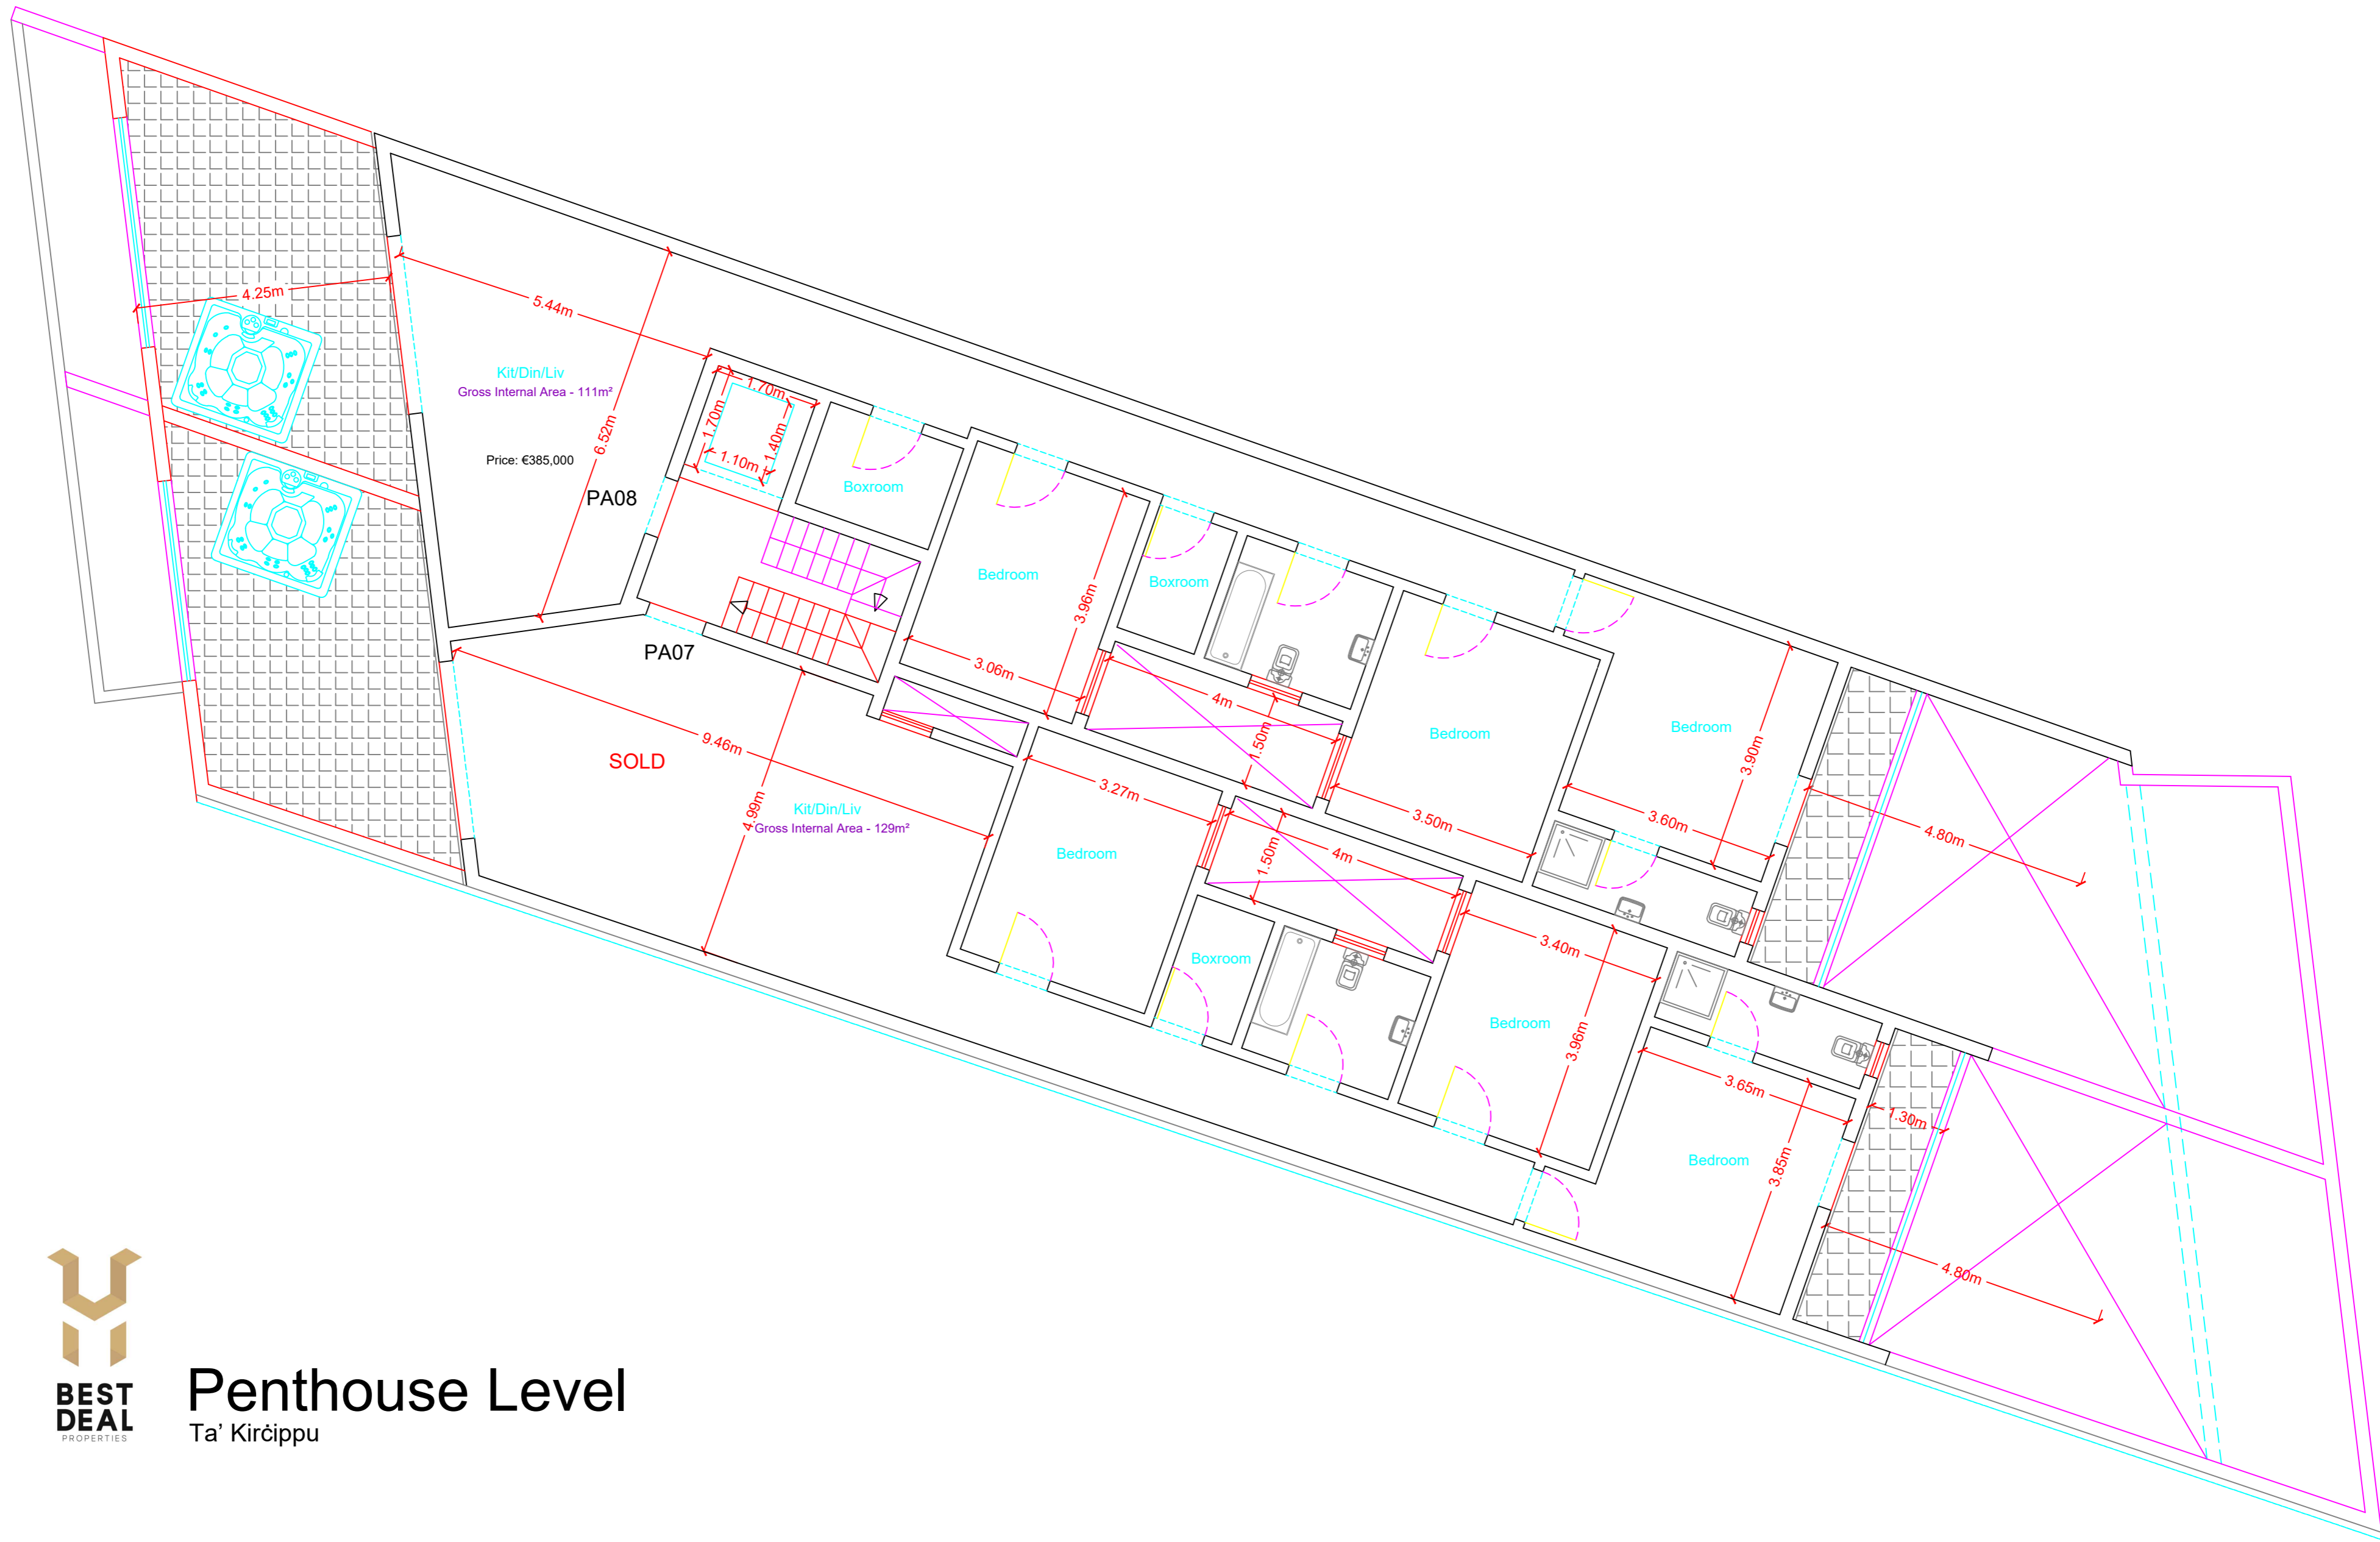 4.25m
5.44m
Kit/Din/Liv
Gross Internal Area - 111m²
1.70m
1.70m
1.40m
6.52m
Price: €385,000
1.10m
PA08
Boxroom
Bedroom
Boxroom
3.96m
PA07
3.06m
4m
1.50m
Bedroom
Bedroom
9.46m
SOLD
3.90m
3.27m
4.99m
Kit/Din/Liv
Gross Internal Area - 129m²
3.50m
3.60m
4.80m
Bedroom
1.50m
4m
3.40m
Boxroom
Bedroom
3.96m
3.65m
1.30m
Bedroom
3.85m
4.80m
BEST
DEAL
PROPERTIES
Penthouse Level
Ta’ Kirċippu